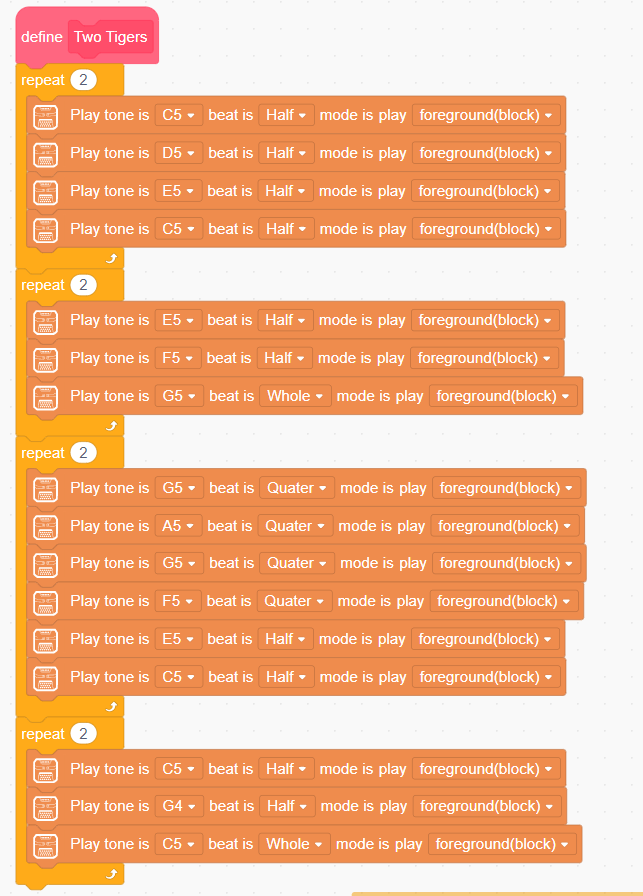 define Two Tigers
repeat 2
Play tone is C5 beat is Half mode is play foreground(block)
Play tone is D5 beat is Half mode is play foreground(block)
Play tone is E5 beat is Half mode is play foreground(block)
Play tone is C5 beat is Half mode is play foreground(block)
repeat 2
Play tone is E5 beat is Half mode is play foreground(block)
Play tone is F5 beat is Half mode is play foreground(block)
Play tone is G5 beat is Whole mode is play foreground(block)
repeat 2
Play tone is G5 beat is Quater mode is play foreground(block)
Play tone is A5 beat is Quater mode is play foreground(block)
Play tone is G5 beat is Quater mode is play foreground(block)
Play tone is F5 beat is Quater mode is play foreground(block)
Play tone is E5 beat is Half mode is play foreground(block)
Play tone is C5 beat is Half mode is play foreground(block)
repeat 2
Play tone is C5 beat is Half mode is play foreground(block)
Play tone is G4 beat is Half mode is play foreground(block)
Play tone is C5 beat is Whole mode is play foreground(block)